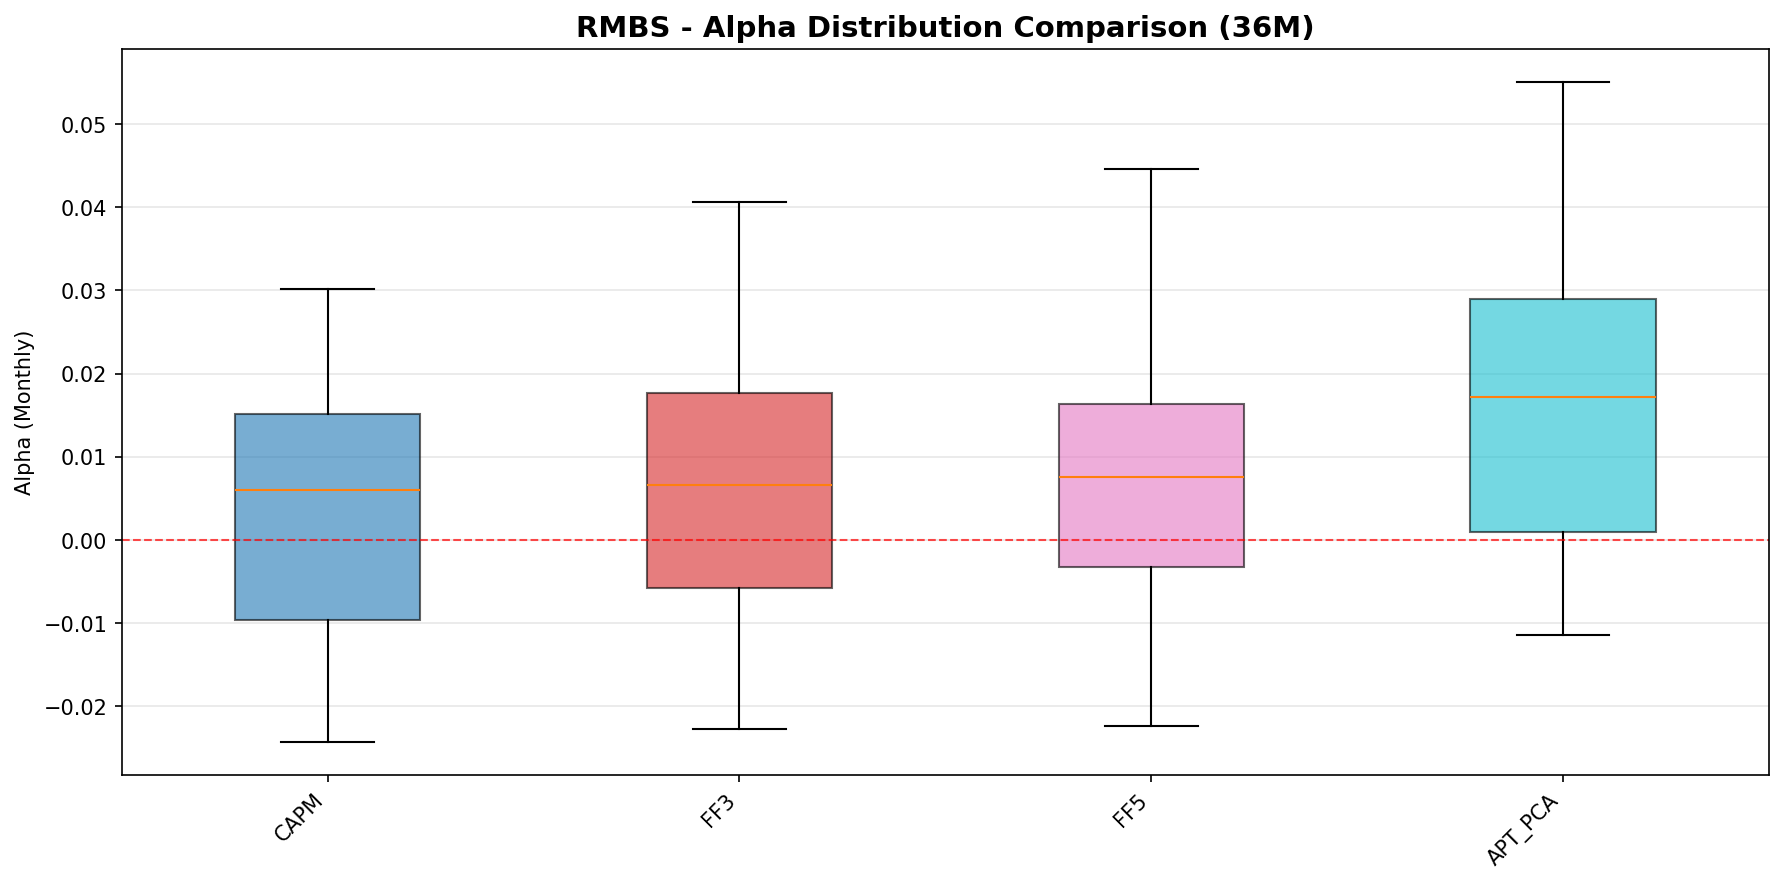 RMBS - Alpha Distribution Comparison (36M)
Alpha (Monthly)
0.05
0.04
0.03
0.02
0.01
0.00
−0.01
−0.02
CAPM
FF3
FF5
APT_PCA